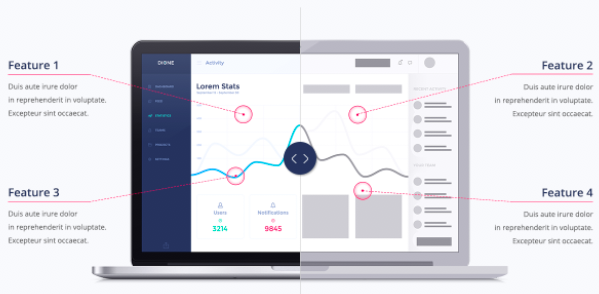 Feature 1
Duis aute irure dolor
in reprehenderit in voluptate.
Excepteur sint occaecat.
Feature 2
Duis aute irure dolor
in reprehenderit in voluptate.
Excepteur sint occaecat.
Feature 3
Duis aute irure dolor
in reprehenderit in voluptate.
Excepteur sint occaecat.
Feature 4
Duis aute irure dolor
in reprehenderit in voluptate.
Excepteur sint occaecat.
Activity
Lorem Stats
Users
3214
Notifications
9845